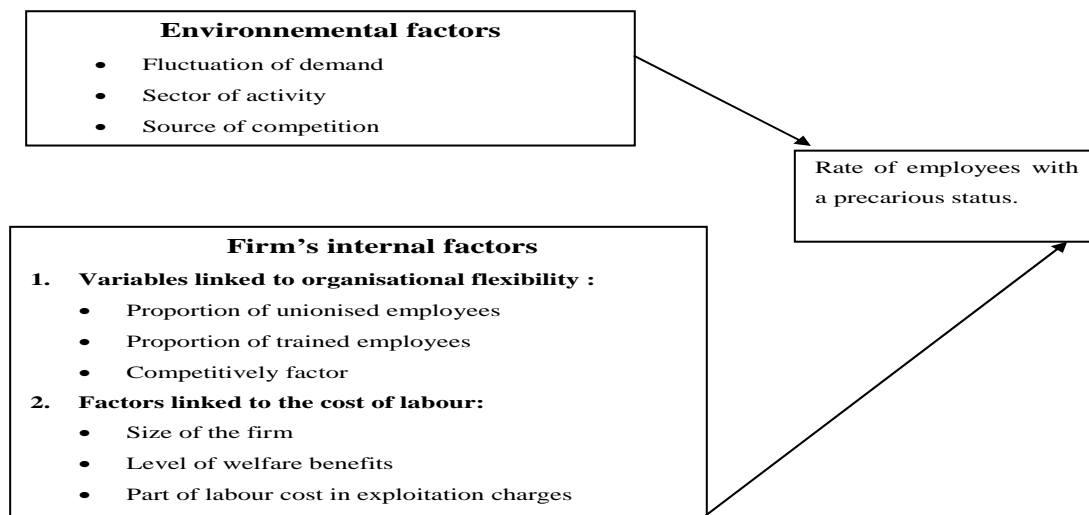 Environnemental factors
• Fluctuation of demand
• Sector of activity
• Source of competition
Rate of employees with
a precarious status.
Firm's internal factors
1. Variables linked to organisational flexibility :
• Proportion of unionised employees
• Proportion of trained employees
• Competitively factor
2. Factors linked to the cost of labour:
• Size of the firm
• Level of welfare benefits
• Part of labour cost in exploitation charges